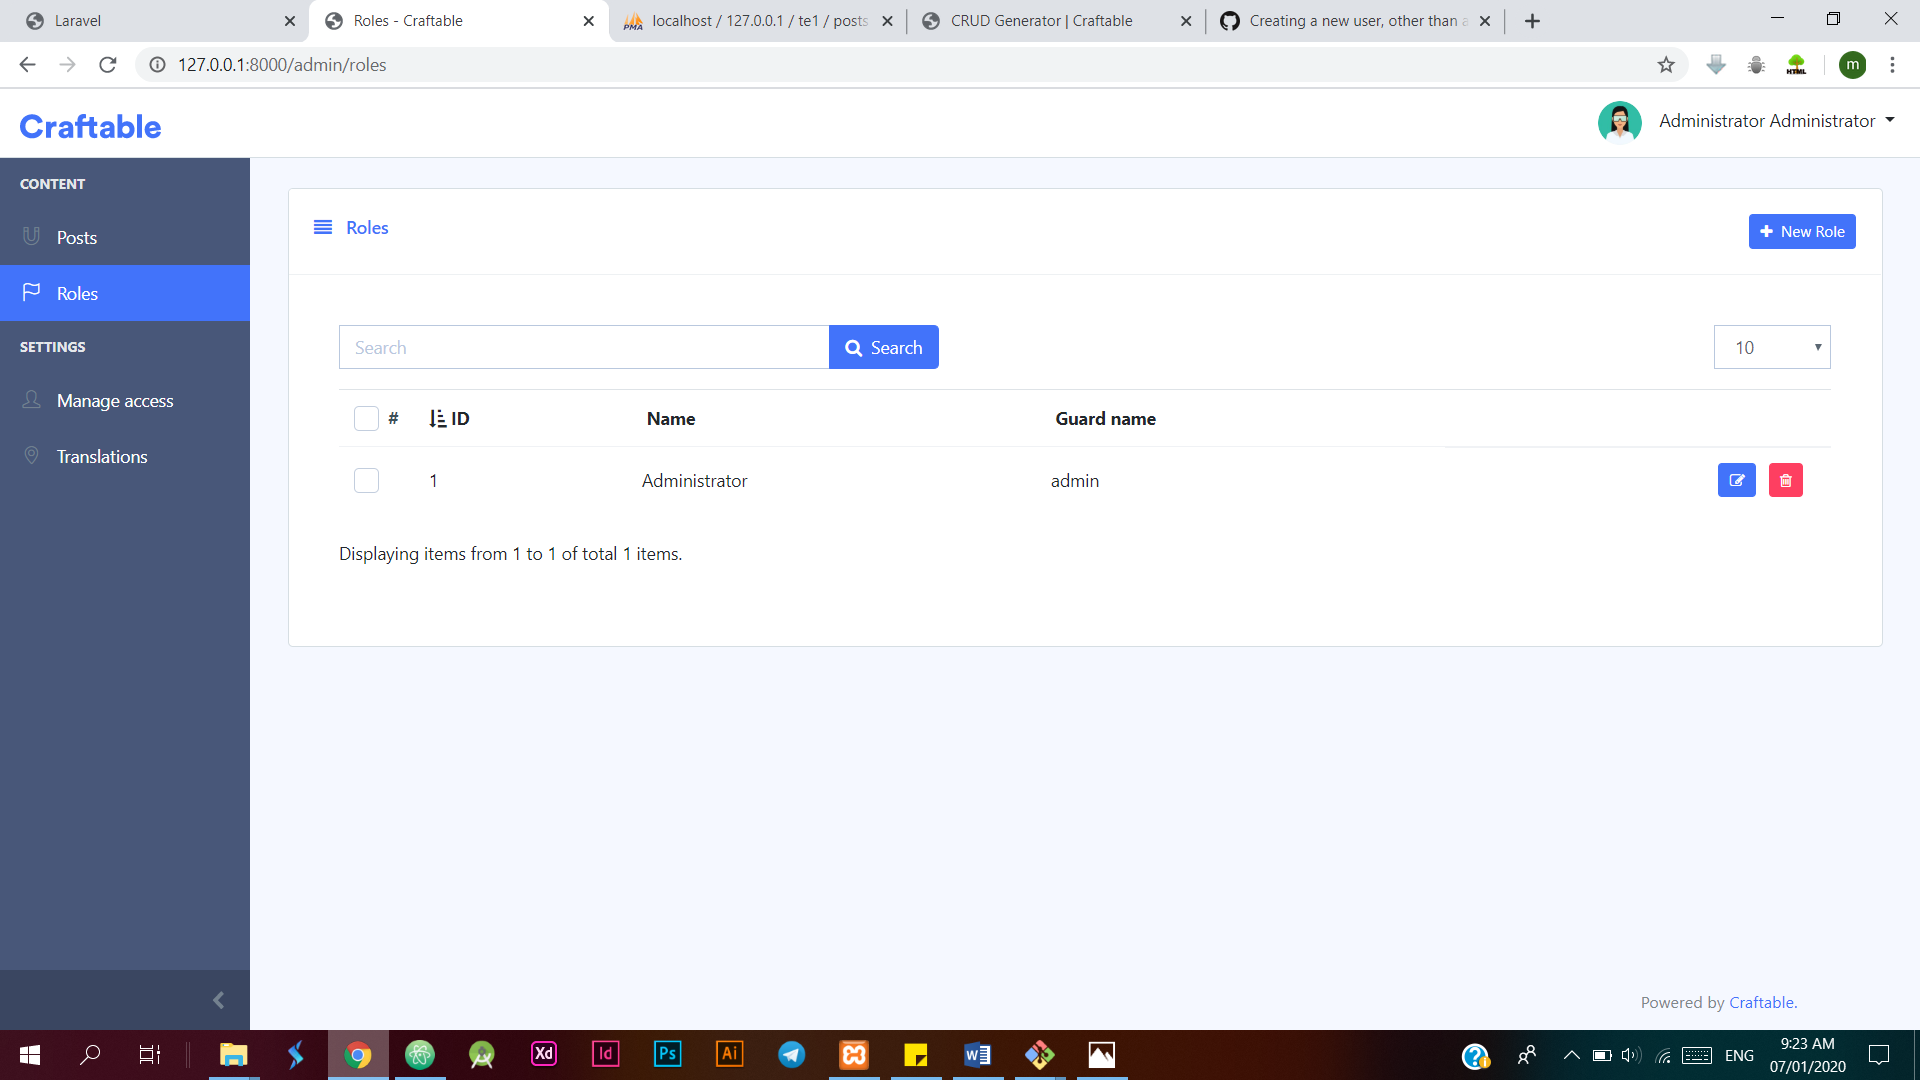 Laravel
Roles - Craftable
PMA
localhost / 127.0.0.1 / te1 / posts
CRUD Generator | Craftable
Creating a new user, other than a
127.0.0.1:8000/admin/roles
HTML
m
Craftable
Administrator Administrator
CONTENT
Posts
Roles
SETTINGS
Manage access
Translations
Roles
New Role
Search
Search
10
# ID Name Guard name
1 Administrator admin
Displaying items from 1 to 1 of total 1 items.
Powered by Craftable.
Xd
Id
Ps
Ai
W
ENG
9:23 AM
07/01/2020